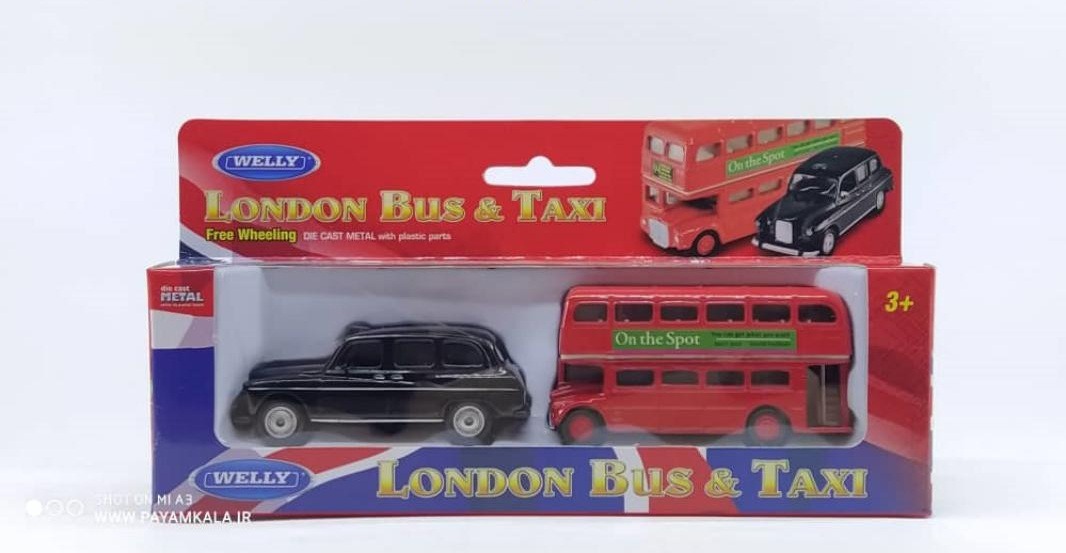 WELLY
LONDON BUS & TAXI
Free Wheeling DIE CAST METAL with plastic parts
On the Spot
die cast
METAL
3+
On the Spot
WELLY
LONDON BUS & TAXI
SHOT ON MI A3
WWW.PAYAMKALA.IR